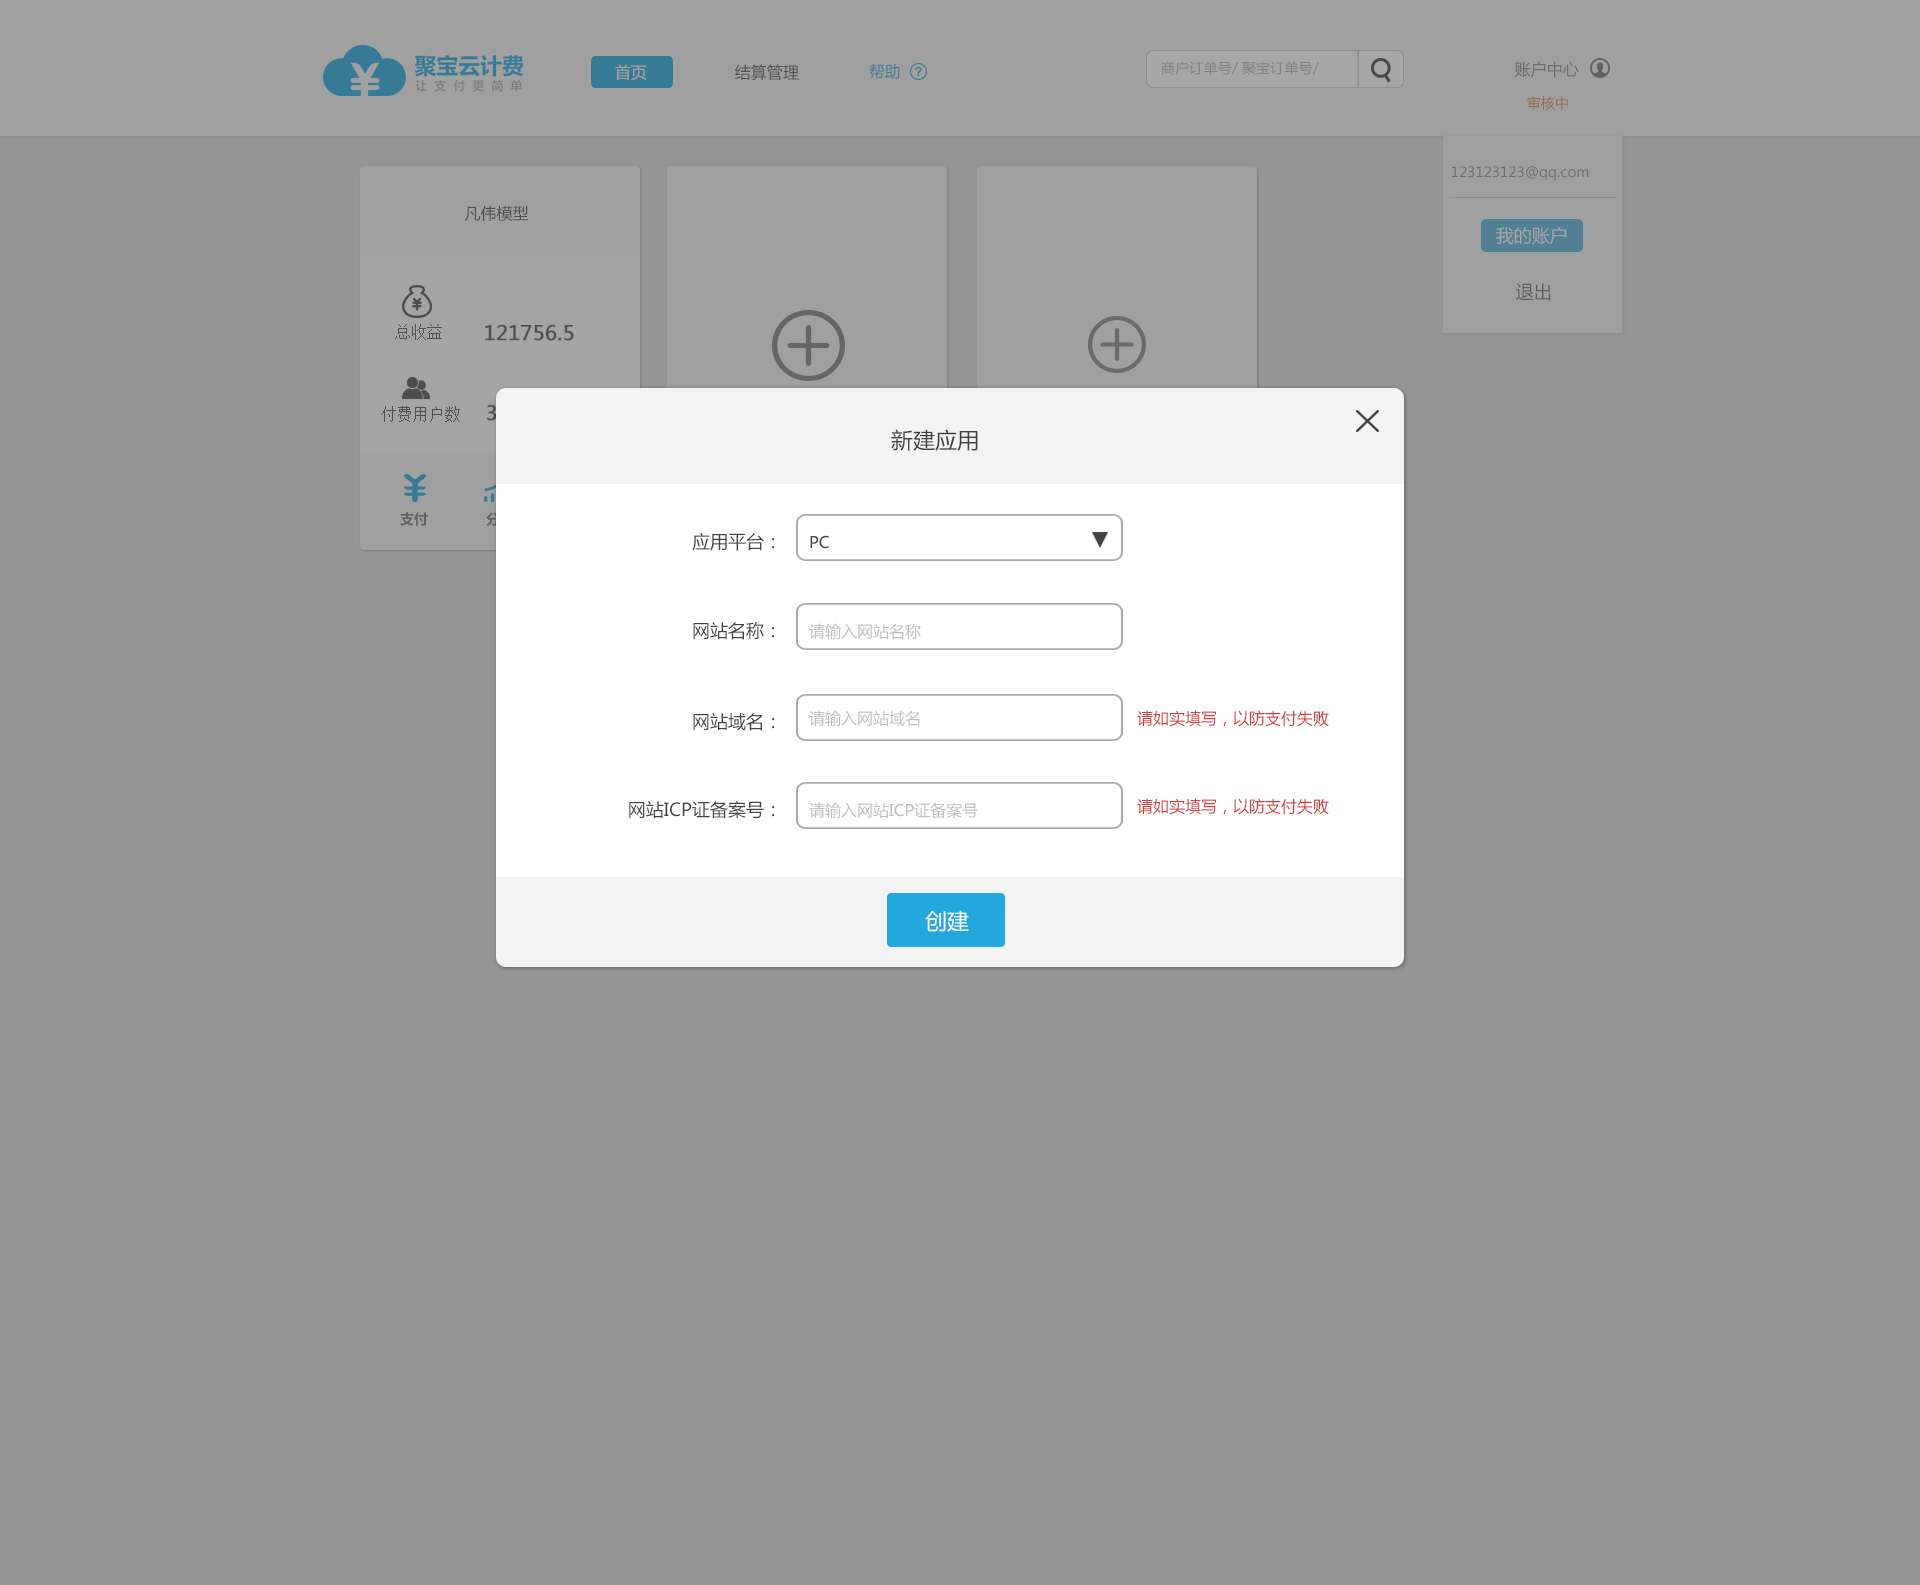 聚宝云计费
让支付更简单
首页
结算管理
帮助 ?
商户订单号/ 聚宝订单号/
账户中心
审核中
123123123@qq.com
我的账户
退出
凡伟模型
¥
总收益
121756.5
付费用户数
3
支付
分
新建应用
应用平台：
PC
网站名称：
请输入网站名称
网站域名：
请输入网站域名
请如实填写，以防支付失败
网站ICP证备案号：
请输入网站ICP证备案号
请如实填写，以防支付失败
创建